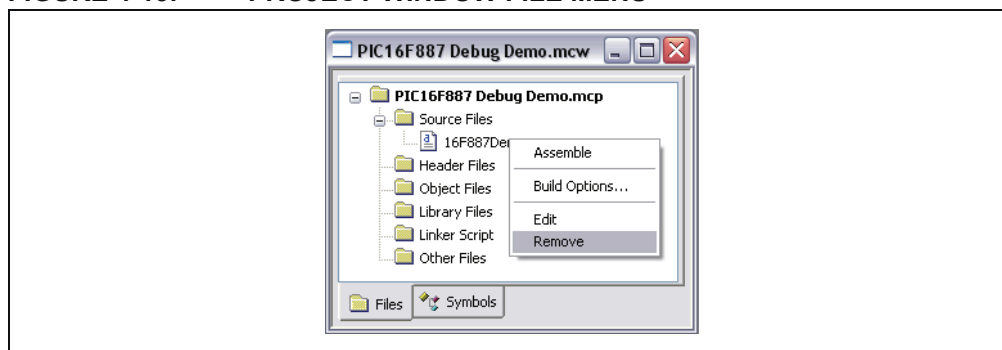 PIC16F887 Debug Demo.mcw
PIC16F887 Debug Demo.mcp
Source Files
16F887De
Header Files
Object Files
Library Files
Linker Script
Other Files
Assemble
Build Options...
Edit
Remove
Files
Symbols